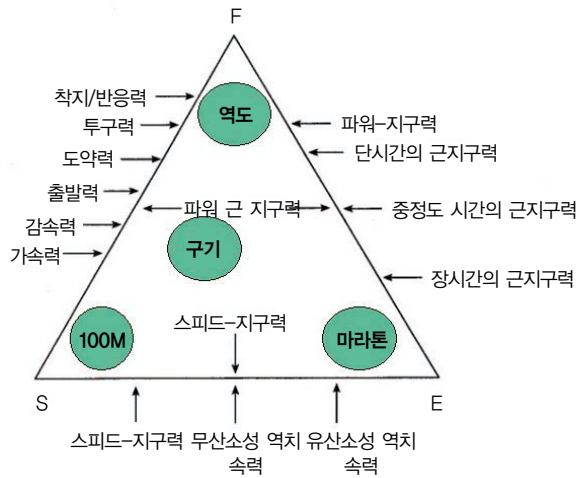 F
착지/반응력
역도
투구력
파워-지구력
도약력
단시간의 근지구력
출발력
파워 근 지구력
중정도 시간의 근지구력
감속력
구기
가속력
장시간의 근지구력
스피드-지구력
100M
마라톤
S
E
스피드-지구력 무산소성 역치 유산소성 역치
속력 속력